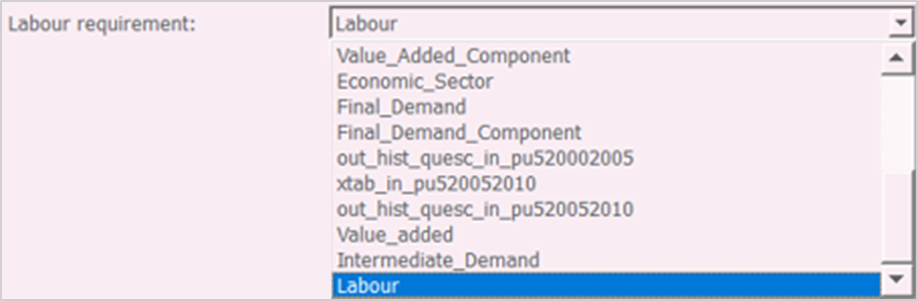 Labour requirement: Labour
Value_Added_Component
Economic_Sector
Final_Demand
Final_Demand_Component
out_hist_quesc_in_pu520002005
xtab_in_pu520052010
out_hist_quesc_in_pu520052010
Value_added
Intermediate_Demand
Labour